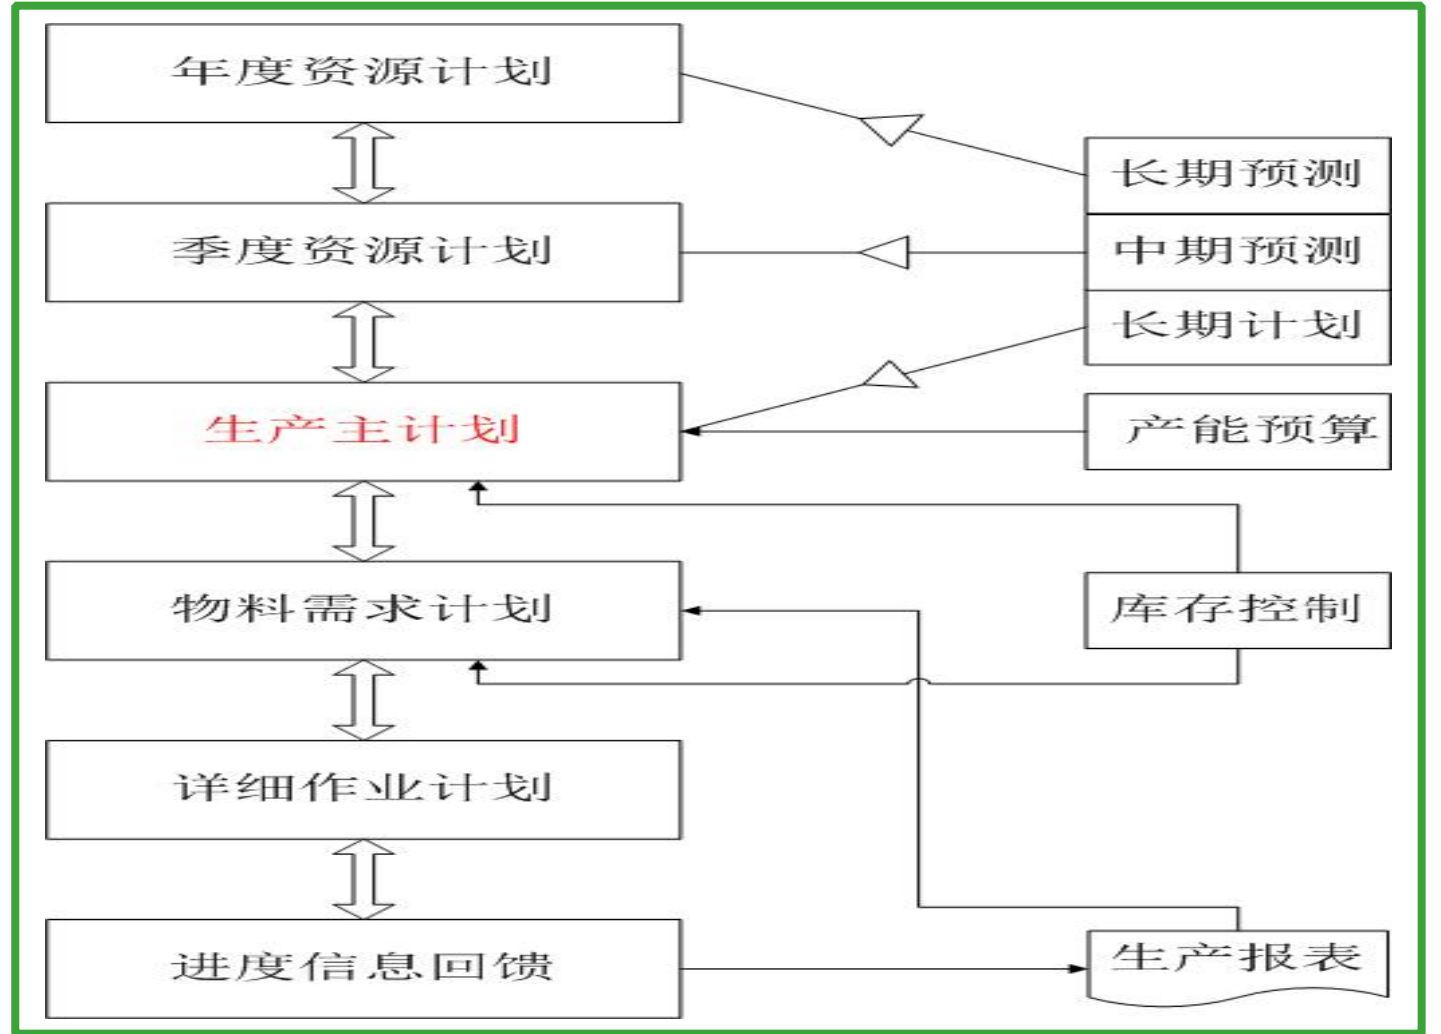 年度资源计划
长期预测
季度资源计划
中期预测
长期计划
生产主计划
产能预算
物料需求计划
库存控制
详细作业计划
进度信息回馈
生产报表